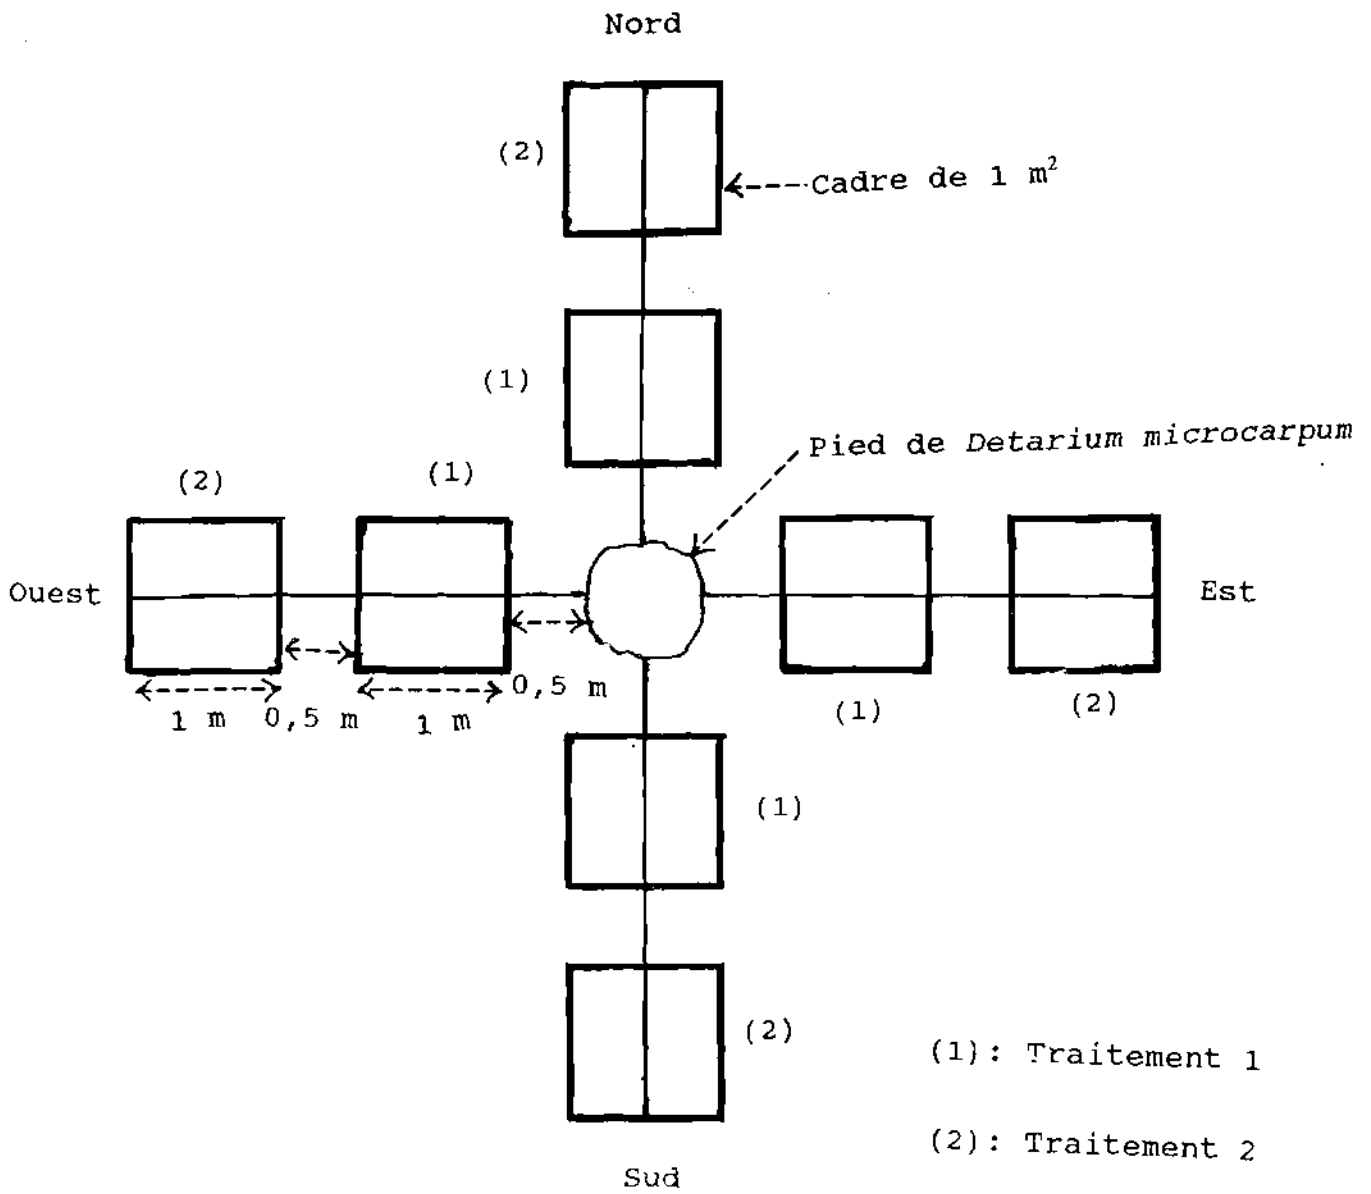 Nord
(2)
Cadre de 1 m²
(1)
Pied de Detarium microcarpum
(2)
(1)
Ouest
Est
0,5 m
1 m
0,5 m
1 m
(1)
(2)
(1)
(2)
(1): Traitement 1
(2): Traitement 2
Sud